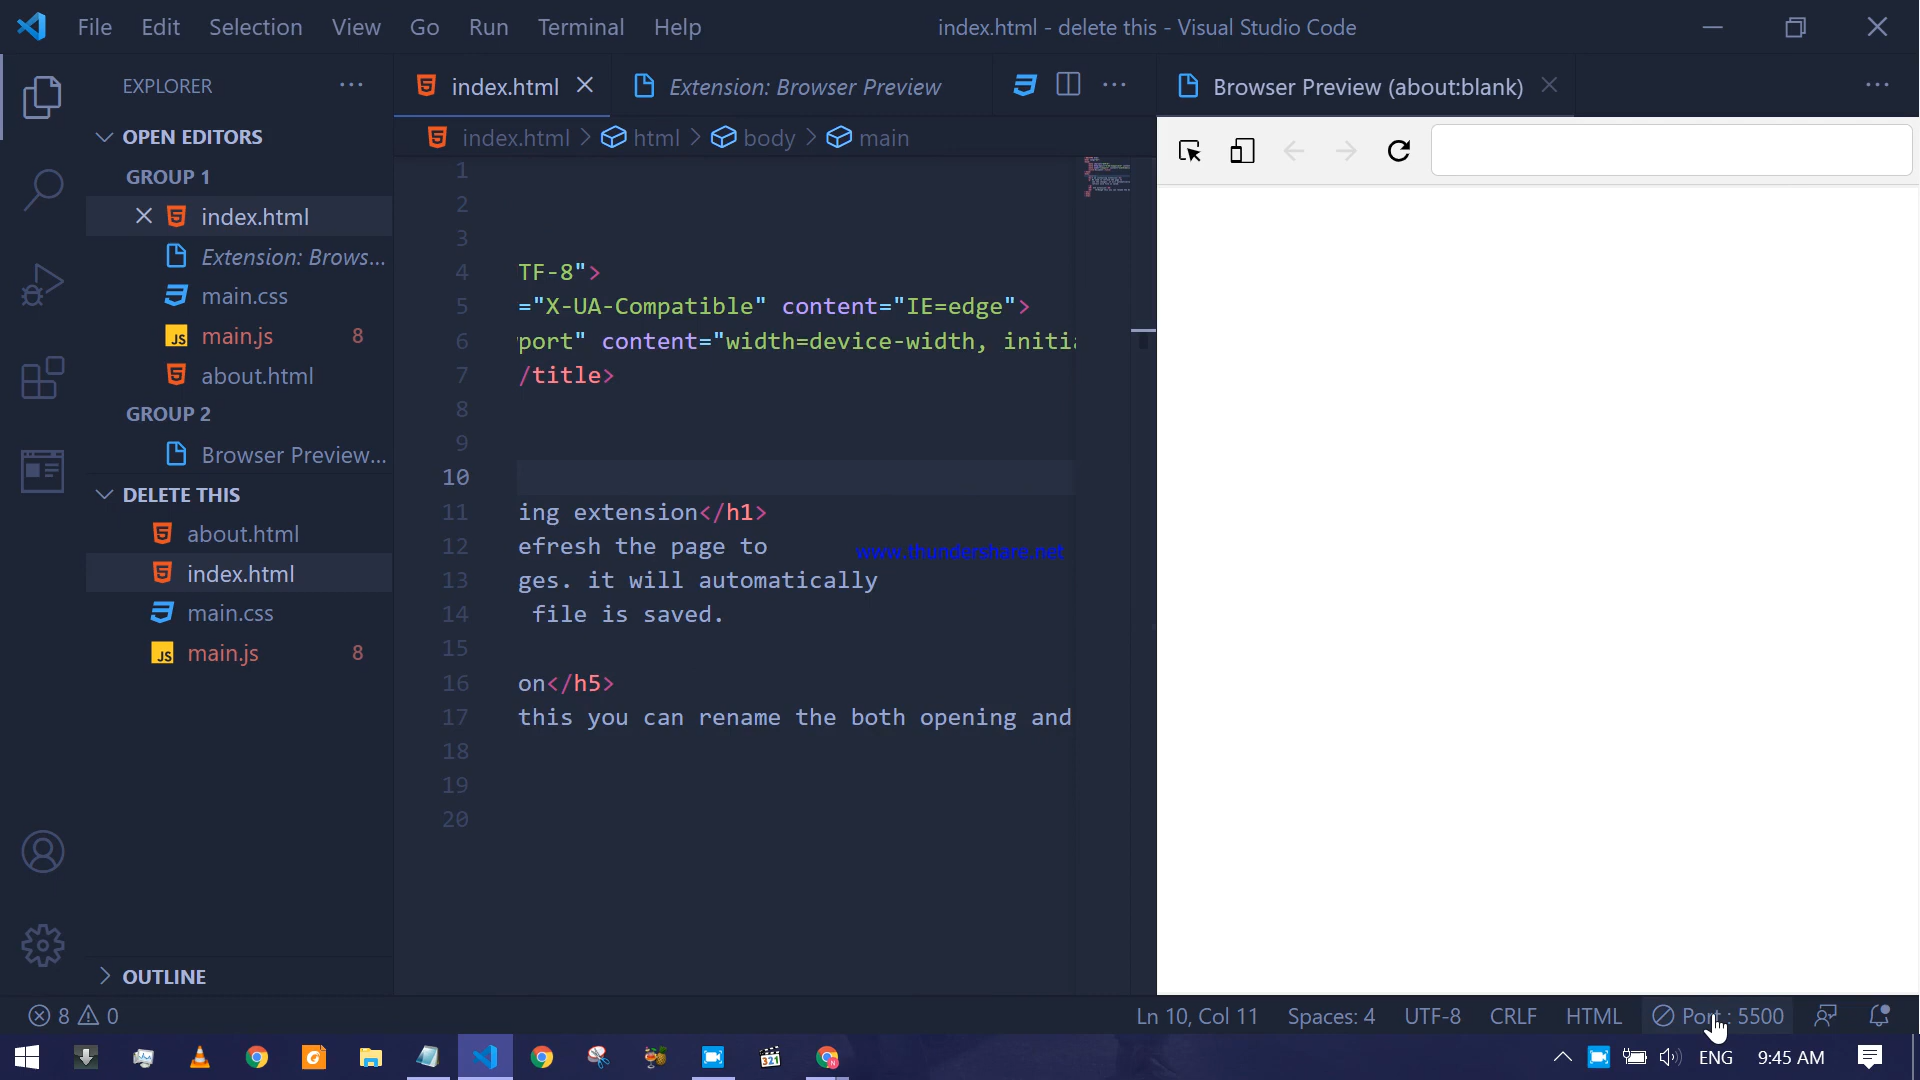 File Edit Selection View Go Run Terminal Help
index.html - delete this - Visual Studio Code
EXPLORER
OPEN EDITORS
GROUP 1
index.html
Extension: Brows...
main.css
main.js 8
about.html
GROUP 2
Browser Preview...
DELETE THIS
about.html
index.html
main.css
main.js 8
OUTLINE
index.html
Extension: Browser Preview
index.html > html > body > main
1
2
3
4 TF-8">
5 ="X-UA-Compatible" content="IE=edge">
6 port" content="width=device-width, initia
7 /title>
8
9
10
11 ing extension</h1>
12 efresh the page to
13 ges. it will automatically
14 file is saved.
15
16 on</h5>
17 this you can rename the both opening and
18
19
20
www.thundershare.net
Browser Preview (about:blank)
8 0
Ln 10, Col 11 Spaces: 4 UTF-8 CRLF HTML Port : 5500
ENG 9:45 AM